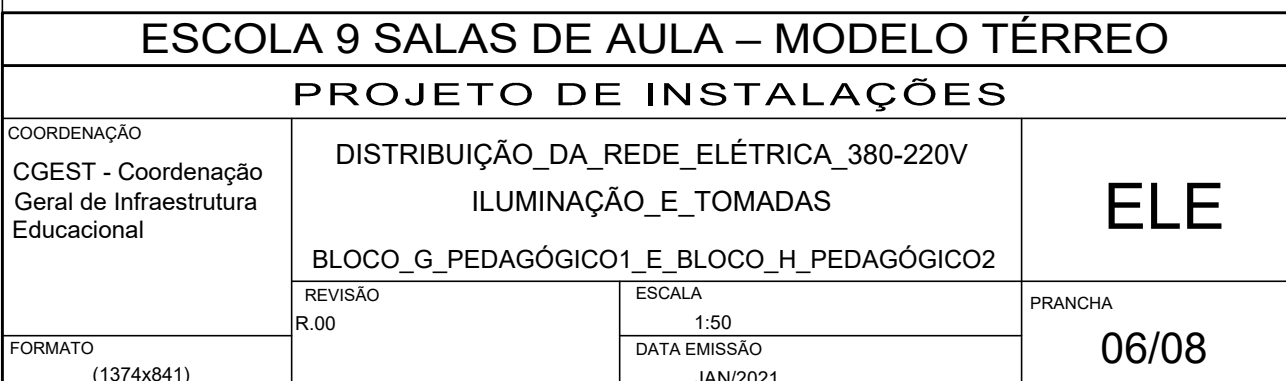 ESCOLA 9 SALAS DE AULA – MODELO TÉRREO
PROJETO DE INSTALAÇÕES
COORDENAÇÃO
CGEST - Coordenação
Geral de Infraestrutura
Educacional
DISTRIBUIÇÃO_DA_REDE_ELÉTRICA_380-220V
ILUMINAÇÃO_E_TOMADAS
BLOCO_G_PEDAGÓGICO1_E_BLOCO_H_PEDAGÓGICO2
ELE
REVISÃO
R.00
ESCALA
1:50
PRANCHA
06/08
FORMATO
(1374x841)
DATA EMISSÃO
JAN/2021